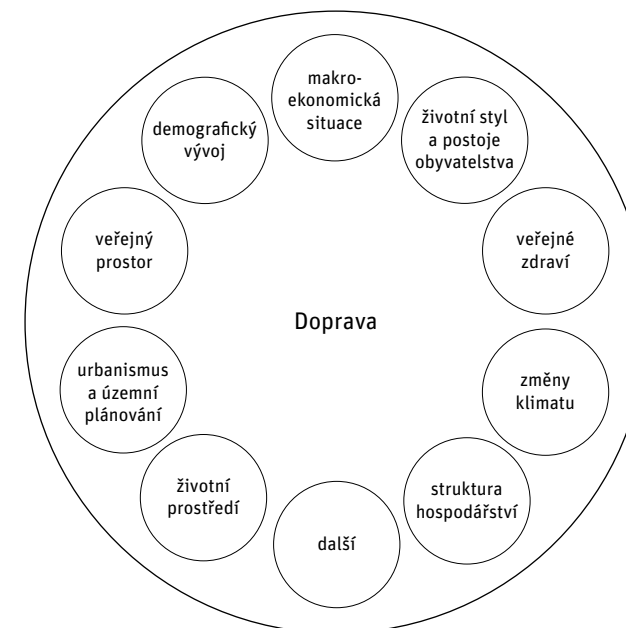 makro-
ekonomická
situace
životní styl
a postoje
obyvatelstva
veřejné
zdraví
změny
klimatu
struktura
hospodářství
další
životní
prostředí
urbanismus
a územní
plánování
veřejný
prostor
demografický
vývoj
Doprava